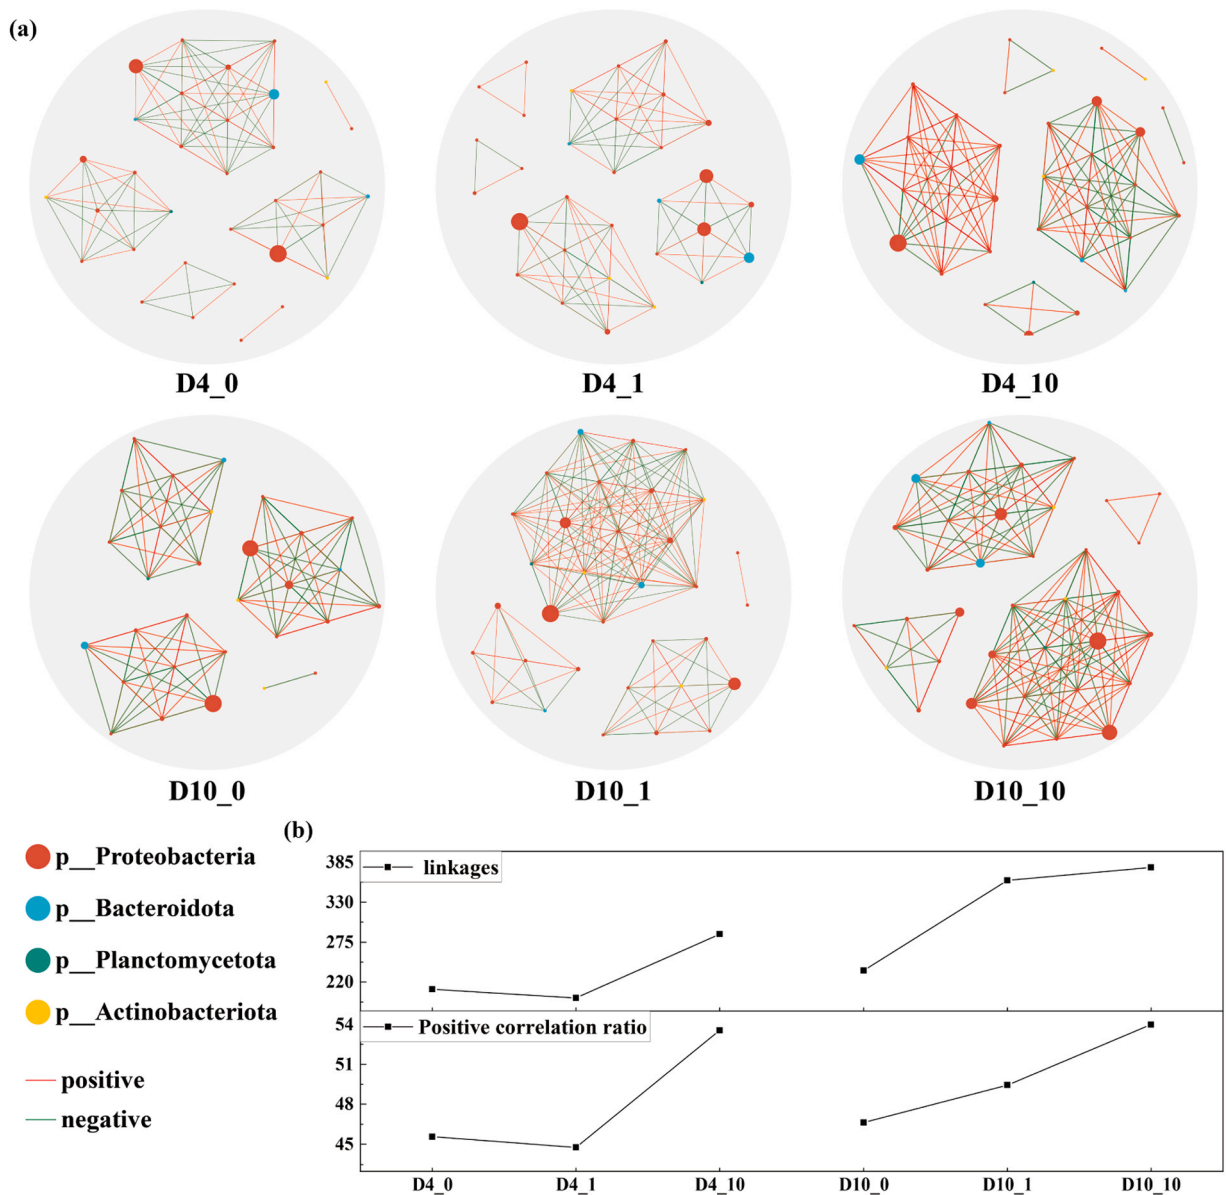 (a)
D4_0
D4_1
D4_10
D10_0
D10_1
D10_10
p__Proteobacteria
p__Bacteroidota
p__Planctomycetota
p__Actinobacteriota
positive
negative
(b)
385
330
275
220
linkages
54
51
48
45
Positive correlation ratio
D4_0 D4_1 D4_10 D10_0 D10_1 D10_10